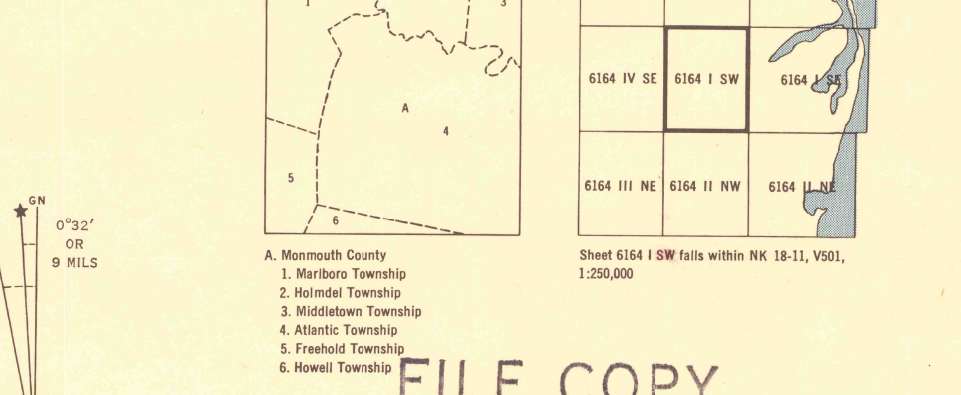 1
3
A
4
5
6
6164 IV SE
6164 I SW
6164 I SE
6164 III NE
6164 II NW
6164 II NE
GN
0°32′
OR
9 MILS
A. Monmouth County
1. Marlboro Township
2. Holmdel Township
3. Middletown Township
4. Atlantic Township
5. Freehold Township
6. Howell Township
Sheet 6164 I SW falls within NK 18-11, V501,
1:250,000
FILE COPY